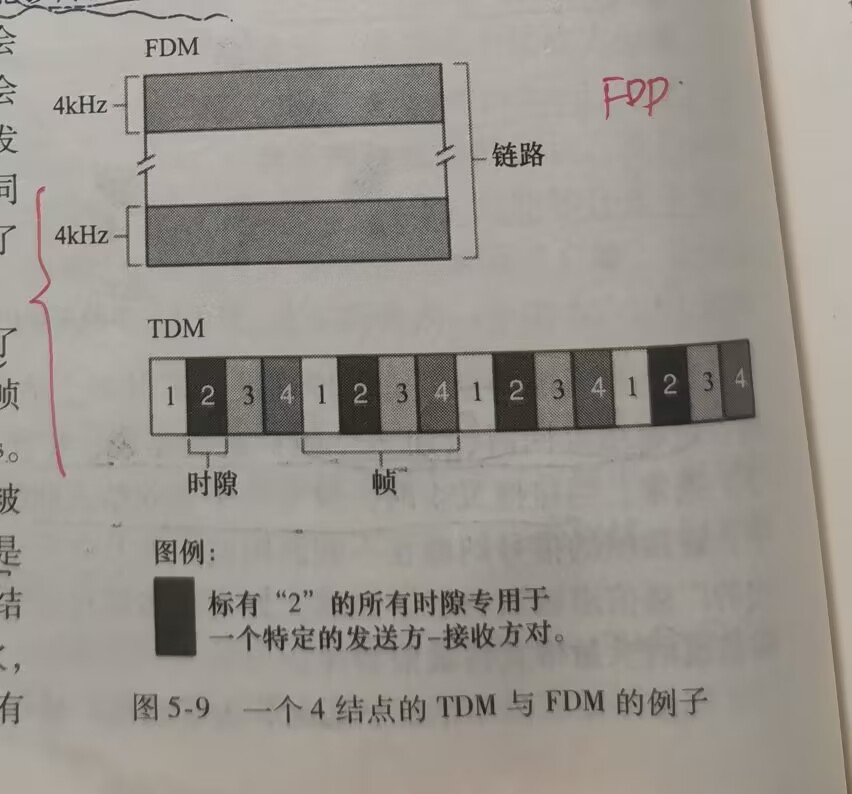 会
会
发
同
了
了
帧
。
被
是
结
有
FDM
4kHz
4kHz
链路
FDD
TDM
1 2 3 4 1 2 3 4 1 2 3 4 1 2 3 4
时隙 帧
图例:
标有“2”的所有时隙专用于
一个特定的发送方-接收方对。
图 5-9 一个 4 结点的 TDM 与 FDM 的例子